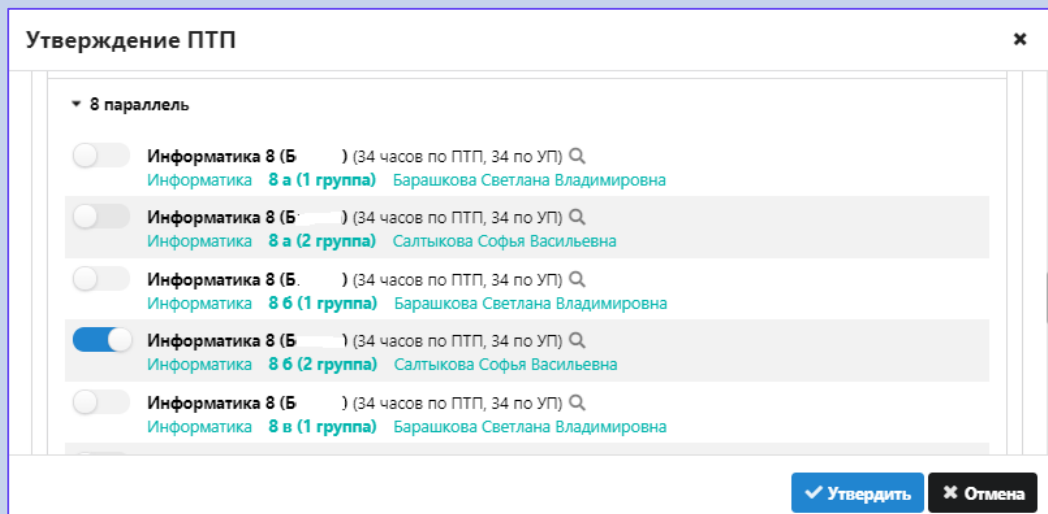 Утверждение ПТП
8 параллель
Информатика 8 (Б ) (34 часов по ПТП, 34 по УП)
Информатика 8 а (1 группа) Барашкова Светлана Владимировна
Информатика 8 (Б ) (34 часов по ПТП, 34 по УП)
Информатика 8 а (2 группа) Салтыкова Софья Васильевна
Информатика 8 (Б. ) (34 часов по ПТП, 34 по УП)
Информатика 8 б (1 группа) Барашкова Светлана Владимировна
Информатика 8 (Б ) (34 часов по ПТП, 34 по УП)
Информатика 8 б (2 группа) Салтыкова Софья Васильевна
Информатика 8 (Б ) (34 часов по ПТП, 34 по УП)
Информатика 8 в (1 группа) Барашкова Светлана Владимировна
Утвердить Отмена